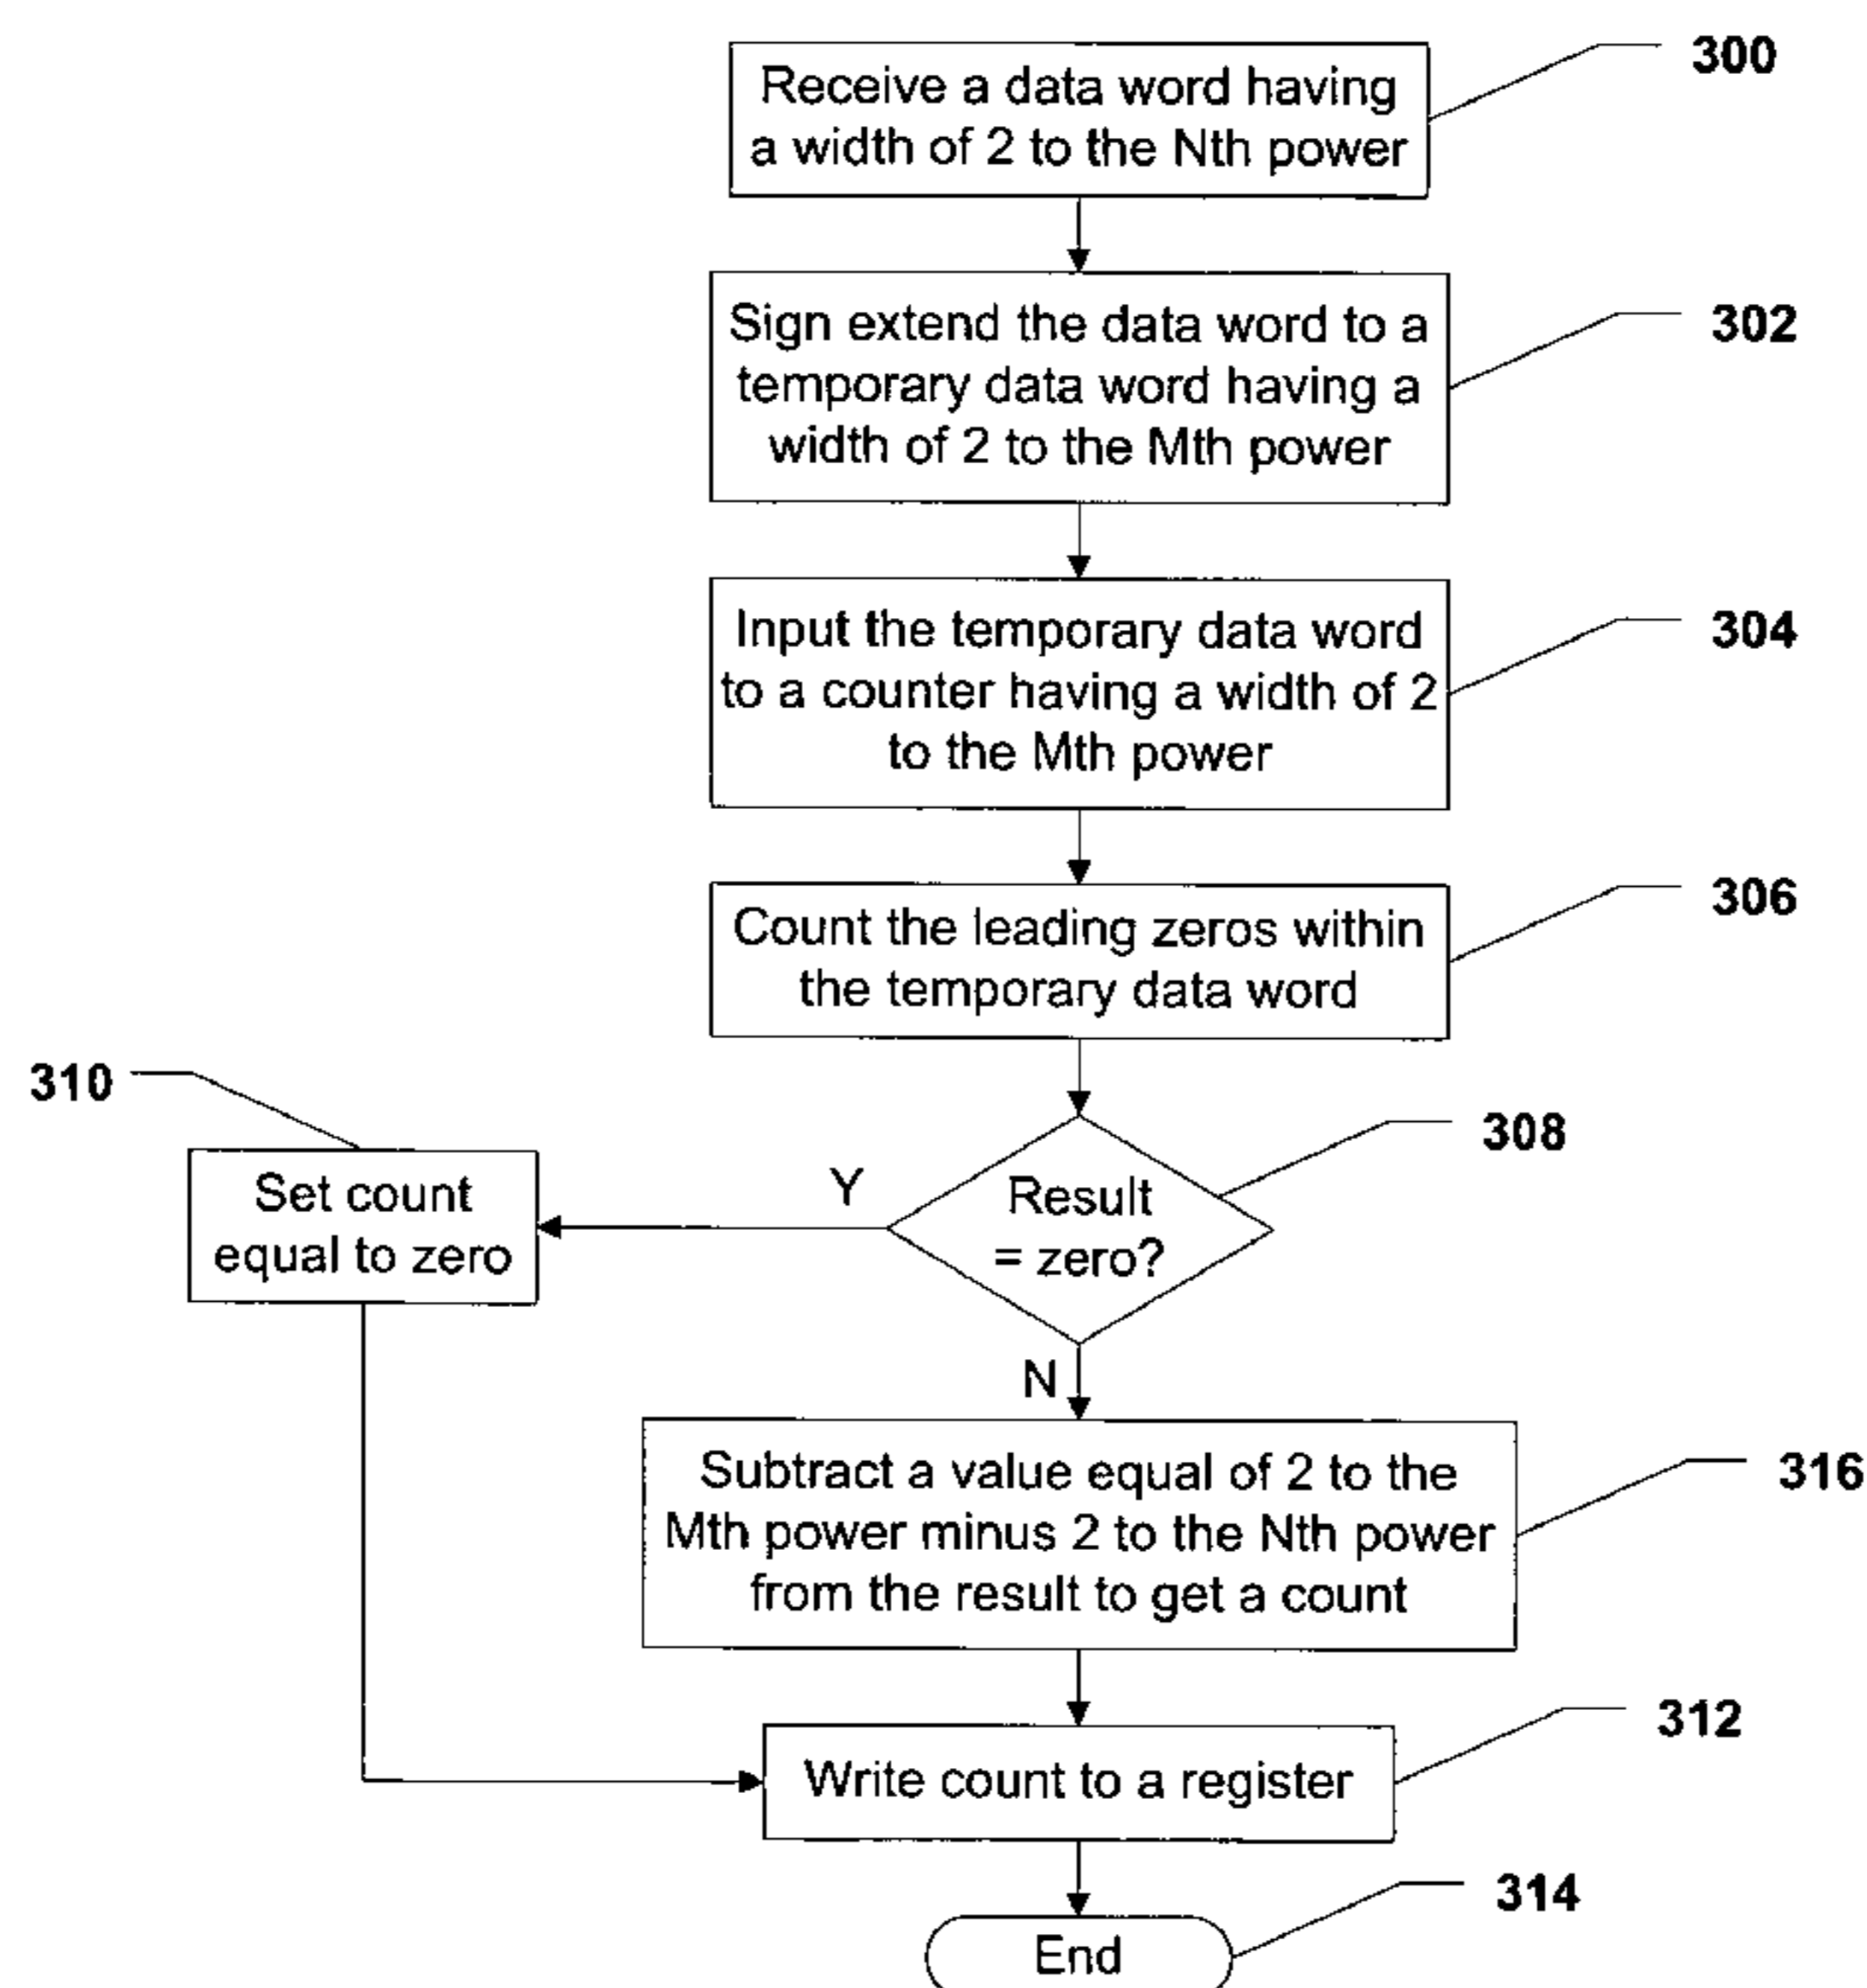 300
Receive a data word having
a width of 2 to the Nth power
302
Sign extend the data word to a
temporary data word having a
width of 2 to the Mth power
304
Input the temporary data word
to a counter having a width of 2
to the Mth power
306
Count the leading zeros within
the temporary data word
310
308
Set count
equal to zero
Y
Result
= zero?
N
316
Subtract a value equal of 2 to the
Mth power minus 2 to the Nth power
from the result to get a count
312
Write count to a register
314
End